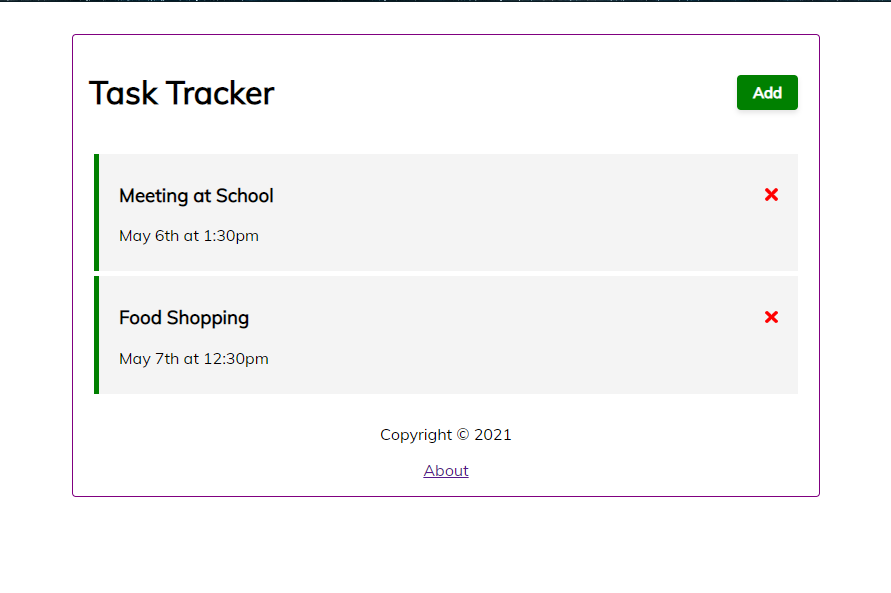 Task Tracker
Add
Meeting at School
May 6th at 1:30pm
Food Shopping
May 7th at 12:30pm
Copyright © 2021
About